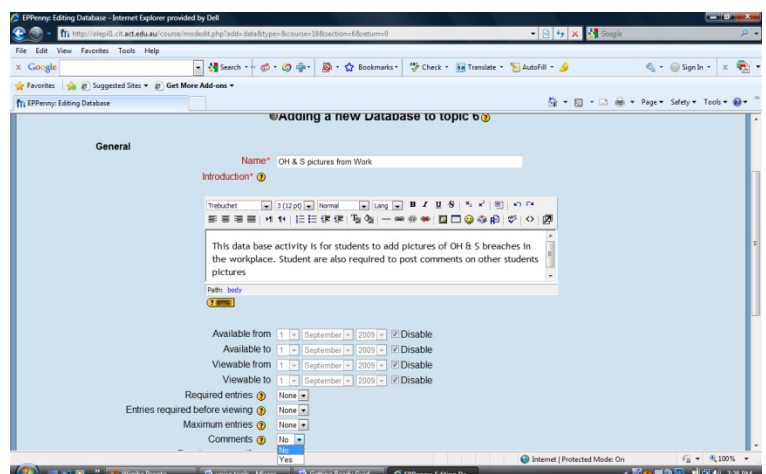 EPPenny: Editing Database - Internet Explorer provided by Dell
http://olepi1.cit.act.edu.au/course/modedit.php?add=data&type=&course=18&section=6&return=0
Google
File Edit View Favorites Tools Help
x Google Search Bookmarks Check Translate AutoFill Sign In
Favorites Suggested Sites Get More Add-ons
EPPenny: Editing Database Page Safety Tools
Adding a new Database to topic 6
General
Name* OH & S pictures from Work
Introduction*
Trebuchet 3 (12 pt) Normal Lang B I U S
This data base activity is for students to add pictures of OH & S breaches in
the workplace. Student are also required to post comments on other students
pictures
Path: body
Available from 1 September 2009 Disable
Available to 1 September 2009 Disable
Viewable from 1 September 2009 Disable
Viewable to 1 September 2009 Disable
Required entries None
Entries required before viewing None
Maximum entries None
Comments No
No
Yes
Internet | Protected Mode: On 100%